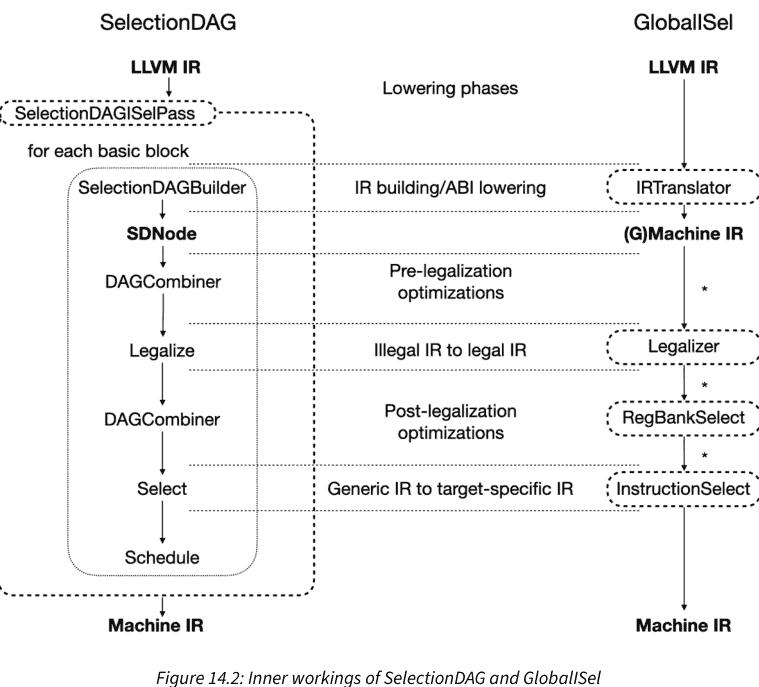 SelectionDAG
GlobalISel
LLVM IR
LLVM IR
Lowering phases
SelectionDAGISelPass
for each basic block
SelectionDAGBuilder
IR building/ABI lowering
IRTranslator
SDNode
(G)Machine IR
DAGCombiner
Pre-legalization
optimizations
*
Legalize
Illegal IR to legal IR
Legalizer
*
DAGCombiner
Post-legalization
optimizations
RegBankSelect
*
Select
Generic IR to target-specific IR
InstructionSelect
Schedule
Machine IR
Machine IR
Figure 14.2: Inner workings of SelectionDAG and GlobalISel